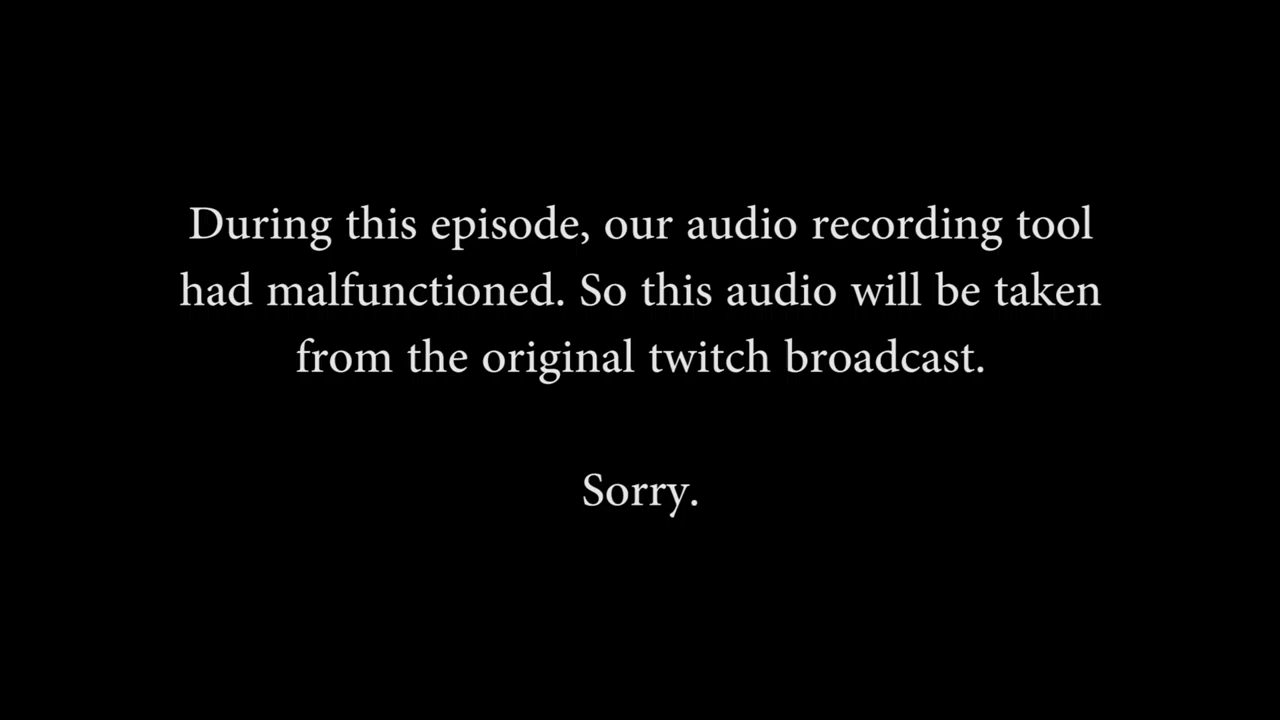 During this episode, our audio recording tool
had malfunctioned. So this audio will be taken
from the original twitch broadcast.
Sorry.